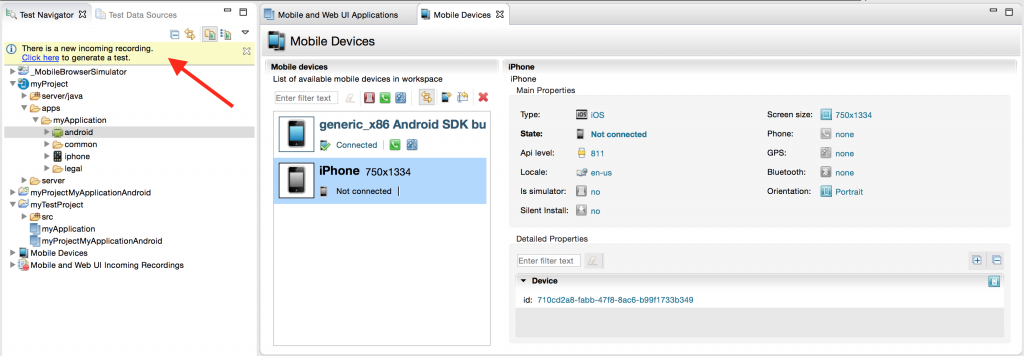 Test Navigator
Test Data Sources
There is a new incoming recording.
Click here to generate a test.
_MobileBrowserSimulator
myProject
server/java
apps
myApplication
android
common
iphone
legal
server
myProjectMyApplicationAndroid
myTestProject
src
myApplication
myProjectMyApplicationAndroid
Mobile Devices
Mobile and Web UI Incoming Recordings
Mobile and Web UI Applications
Mobile Devices
Mobile Devices
Mobile devices
List of available mobile devices in workspace
Enter filter text
generic_x86 Android SDK bu
Connected
iPhone 750x1334
Not connected
iPhone
iPhone
Main Properties
Type: iOS
Screen size: 750x1334
State: Not connected
Phone: none
Api level: 811
GPS: none
Locale: en-us
Bluetooth: none
Is simulator: no
Orientation: Portrait
Silent Install: no
Detailed Properties
Enter filter text
Device
id: 710cd2a8-fabb-47f8-8ac6-b99f1733b349